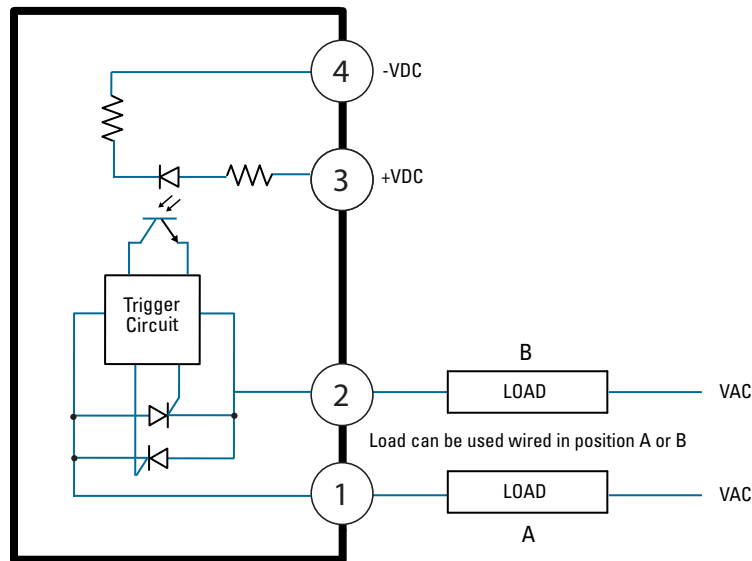 4
-VDC
3
+VDC
Trigger
Circuit
B
2
LOAD
VAC
Load can be used wired in position A or B
1
LOAD
VAC
A